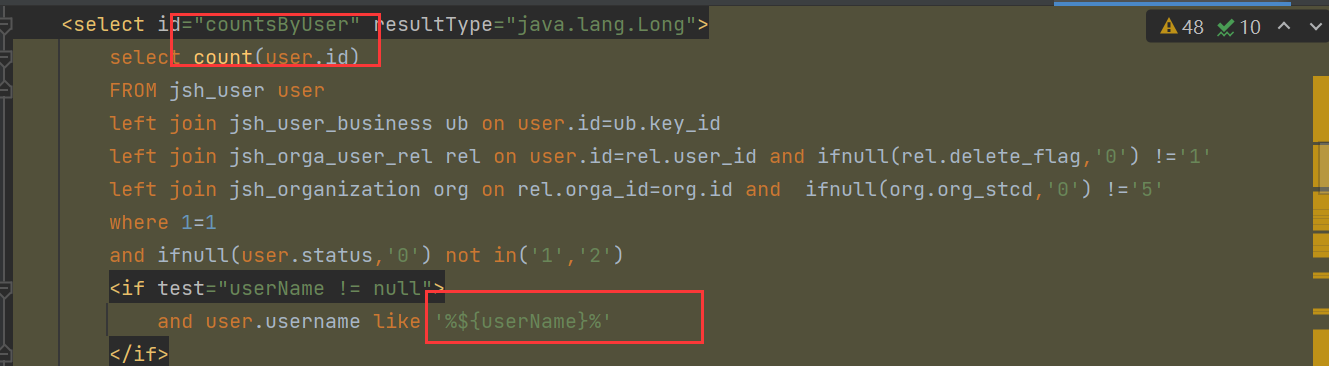 <select id="countsByUser" resultType="java.lang.Long">
48 10
select count(user.id)
FROM jsh_user user
left join jsh_user_business ub on user.id=ub.key_id
left join jsh_orga_user_rel rel on user.id=rel.user_id and ifnull(rel.delete_flag,'0') !='1'
left join jsh_organization org on rel.orga_id=org.id and  ifnull(org.org_stcd,'0') !='5'
where 1=1
and ifnull(user.status,'0') not in('1','2')
<if test="userName != null">
and user.username like '%${userName}%'
</if>